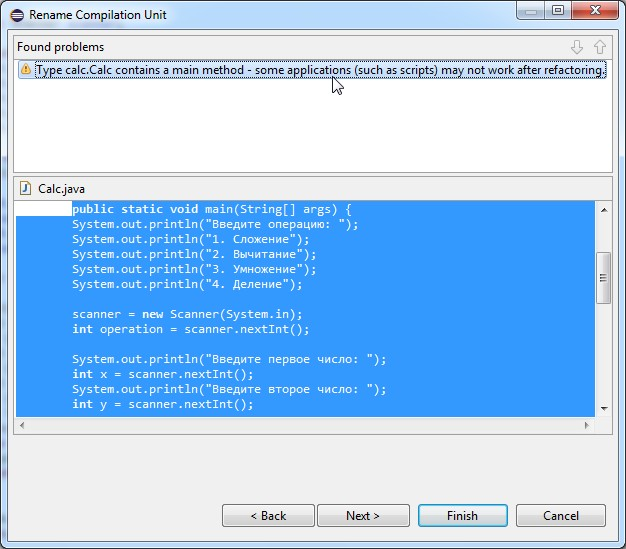 Rename Compilation Unit
Found problems
Type calc.Calc contains a main method - some applications (such as scripts) may not work after refactoring.
Calc.java
public static void main(String[] args) {
System.out.println("Введите операцию: ");
System.out.println("1. Сложение");
System.out.println("2. Вычитание");
System.out.println("3. Умножение");
System.out.println("4. Деление");
scanner = new Scanner(System.in);
int operation = scanner.nextInt();
System.out.println("Введите первое число: ");
int x = scanner.nextInt();
System.out.println("Введите второе число: ");
int y = scanner.nextInt();
< Back
Next >
Finish
Cancel